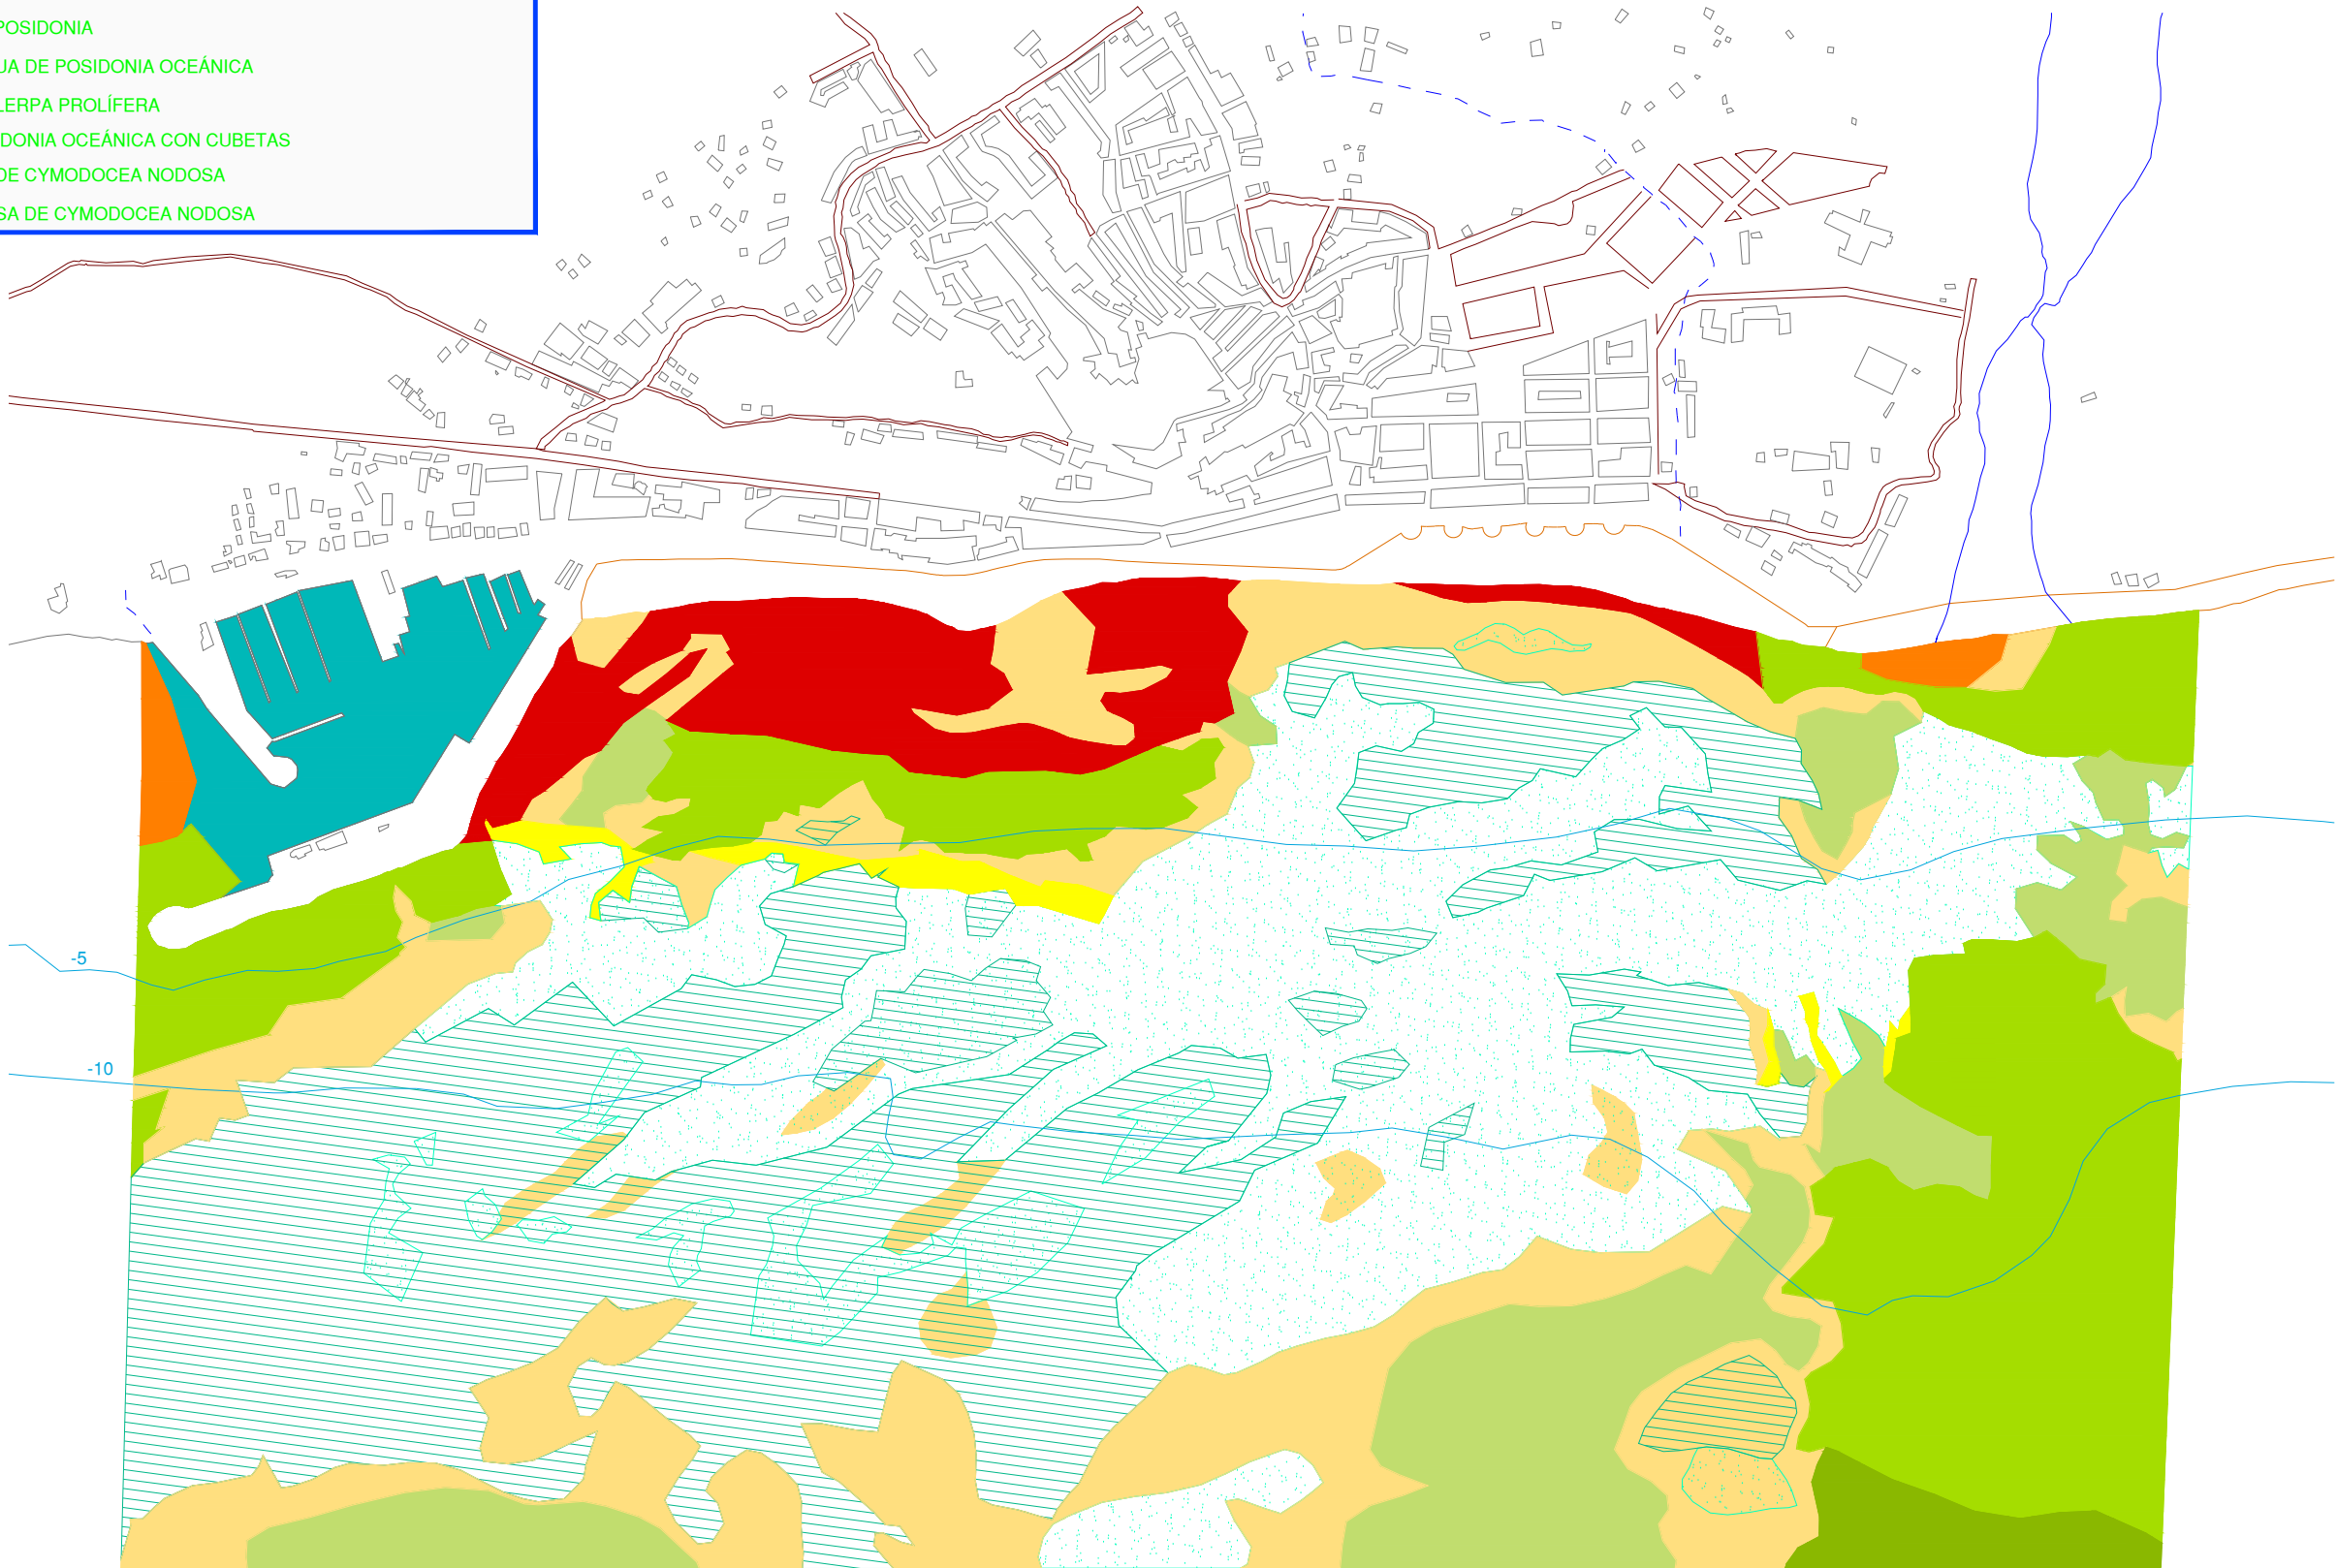 POSIDONIA
UA DE POSIDONIA OCEÁNICA
LERPA PROLÍFERA
IDONIA OCEÁNICA CON CUBETAS
DE CYMODOCEA NODOSA
SA DE CYMODOCEA NODOSA
-5
-10